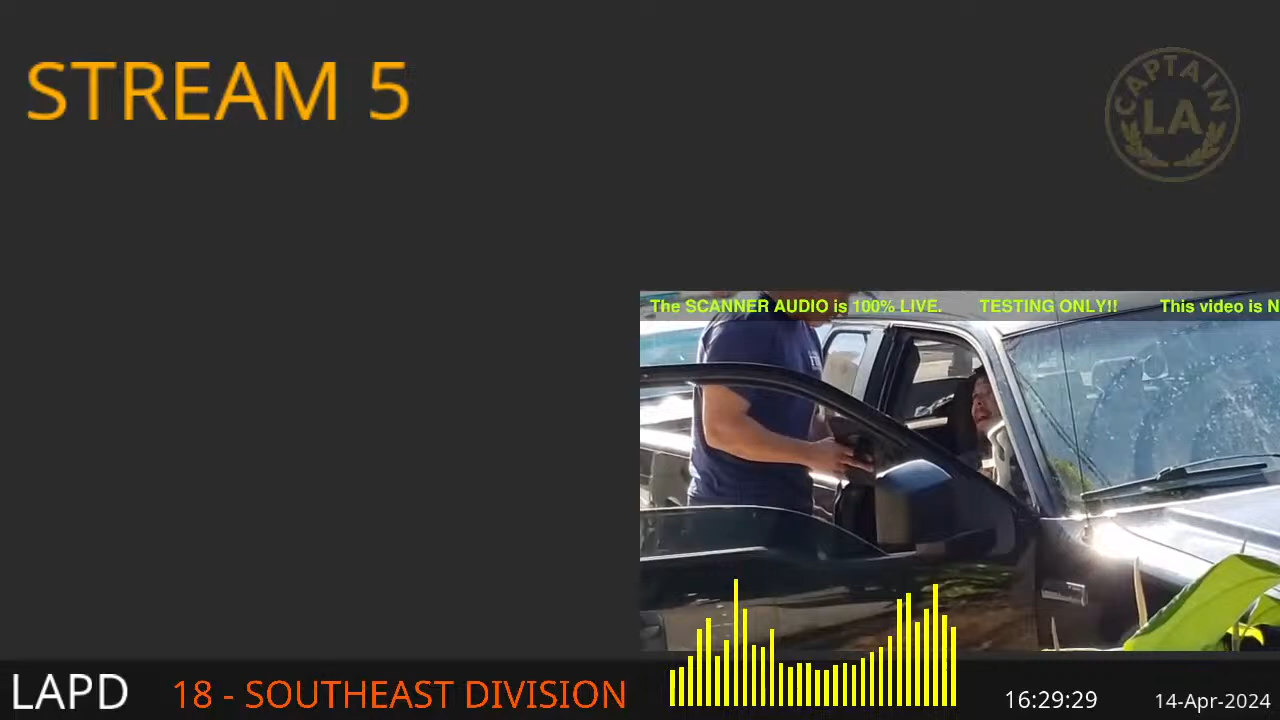 STREAM 5
CAPTAIN
LA
The SCANNER AUDIO is 100% LIVE. TESTING ONLY!! This video is N
LAPD 18 - SOUTHEAST DIVISION 16:29:29 14-Apr-2024